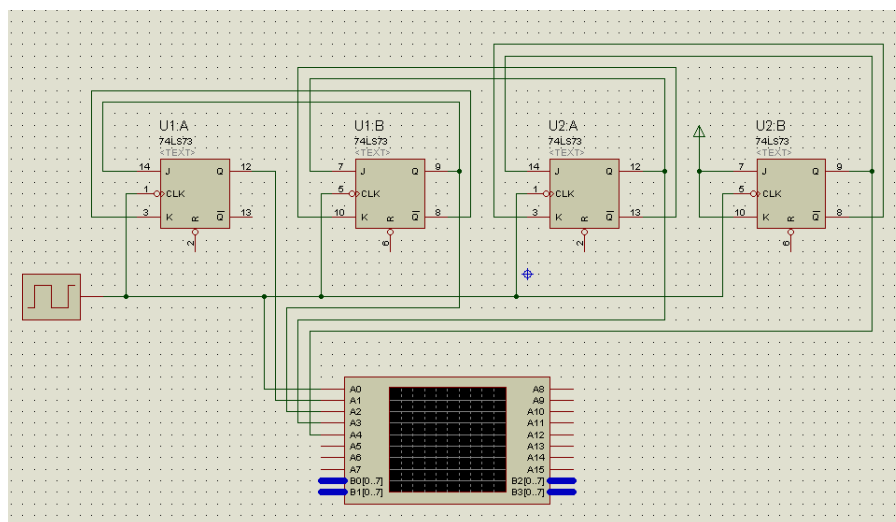 U1:A
74LS73
<TEXT>
U1:B
74LS73
<TEXT>
U2:A
74LS73
<TEXT>
U2:B
74LS73
<TEXT>
14 J Q 12
1 CLK
3 K R Q 13
2
7 J Q 9
5 CLK
10 K R Q 8
6
14 J Q 12
1 CLK
3 K R Q 13
2
7 J Q 9
5 CLK
10 K R Q 8
6
A0 A8
A1 A9
A2 A10
A3 A11
A4 A12
A5 A13
A6 A14
A7 A15
B0[0..7] B2[0..7]
B1[0..7] B3[0..7]